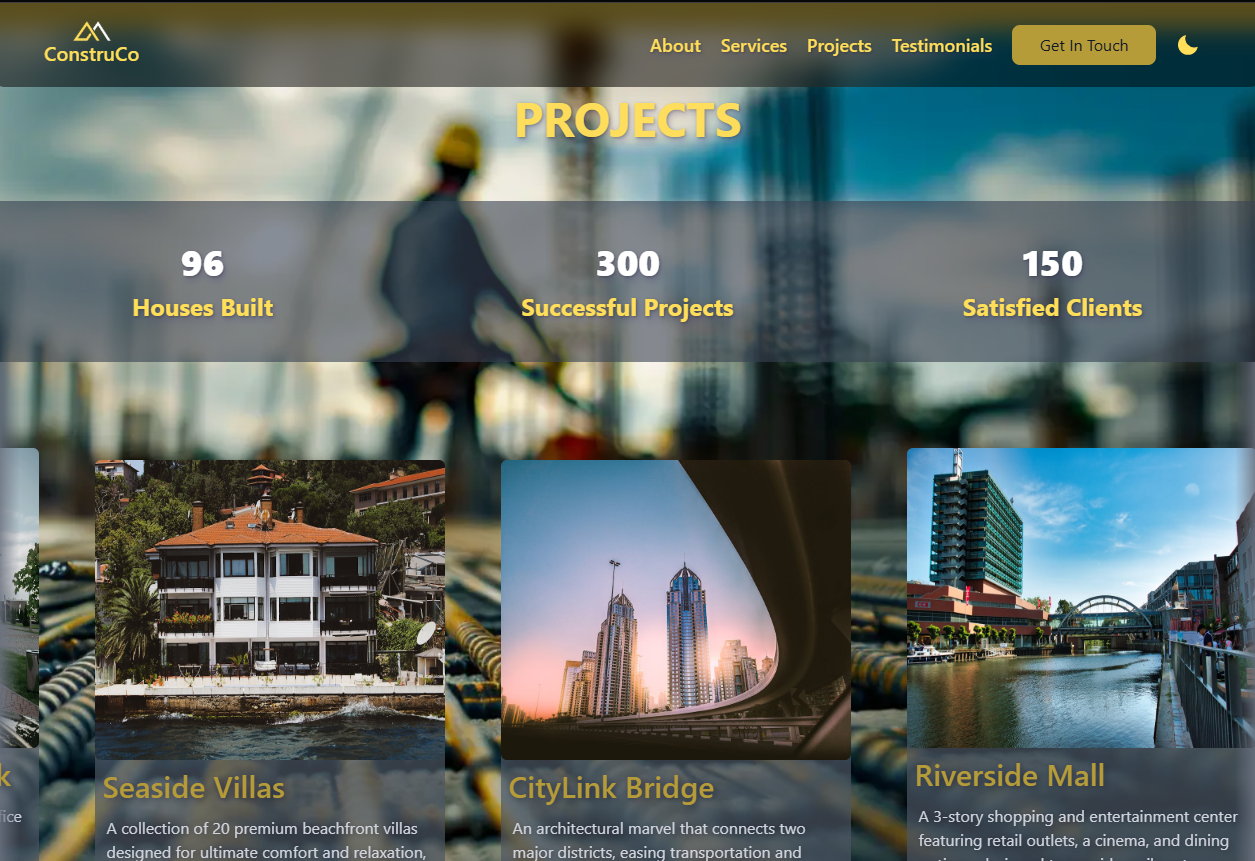 ConstruCo
About Services Projects Testimonials Get In Touch
PROJECTS
96
Houses Built
300
Successful Projects
150
Satisfied Clients
k
fice
Seaside Villas
A collection of 20 premium beachfront villas
designed for ultimate comfort and relaxation,
CityLink Bridge
An architectural marvel that connects two
major districts, easing transportation and
Riverside Mall
A 3-story shopping and entertainment center
featuring retail outlets, a cinema, and dining